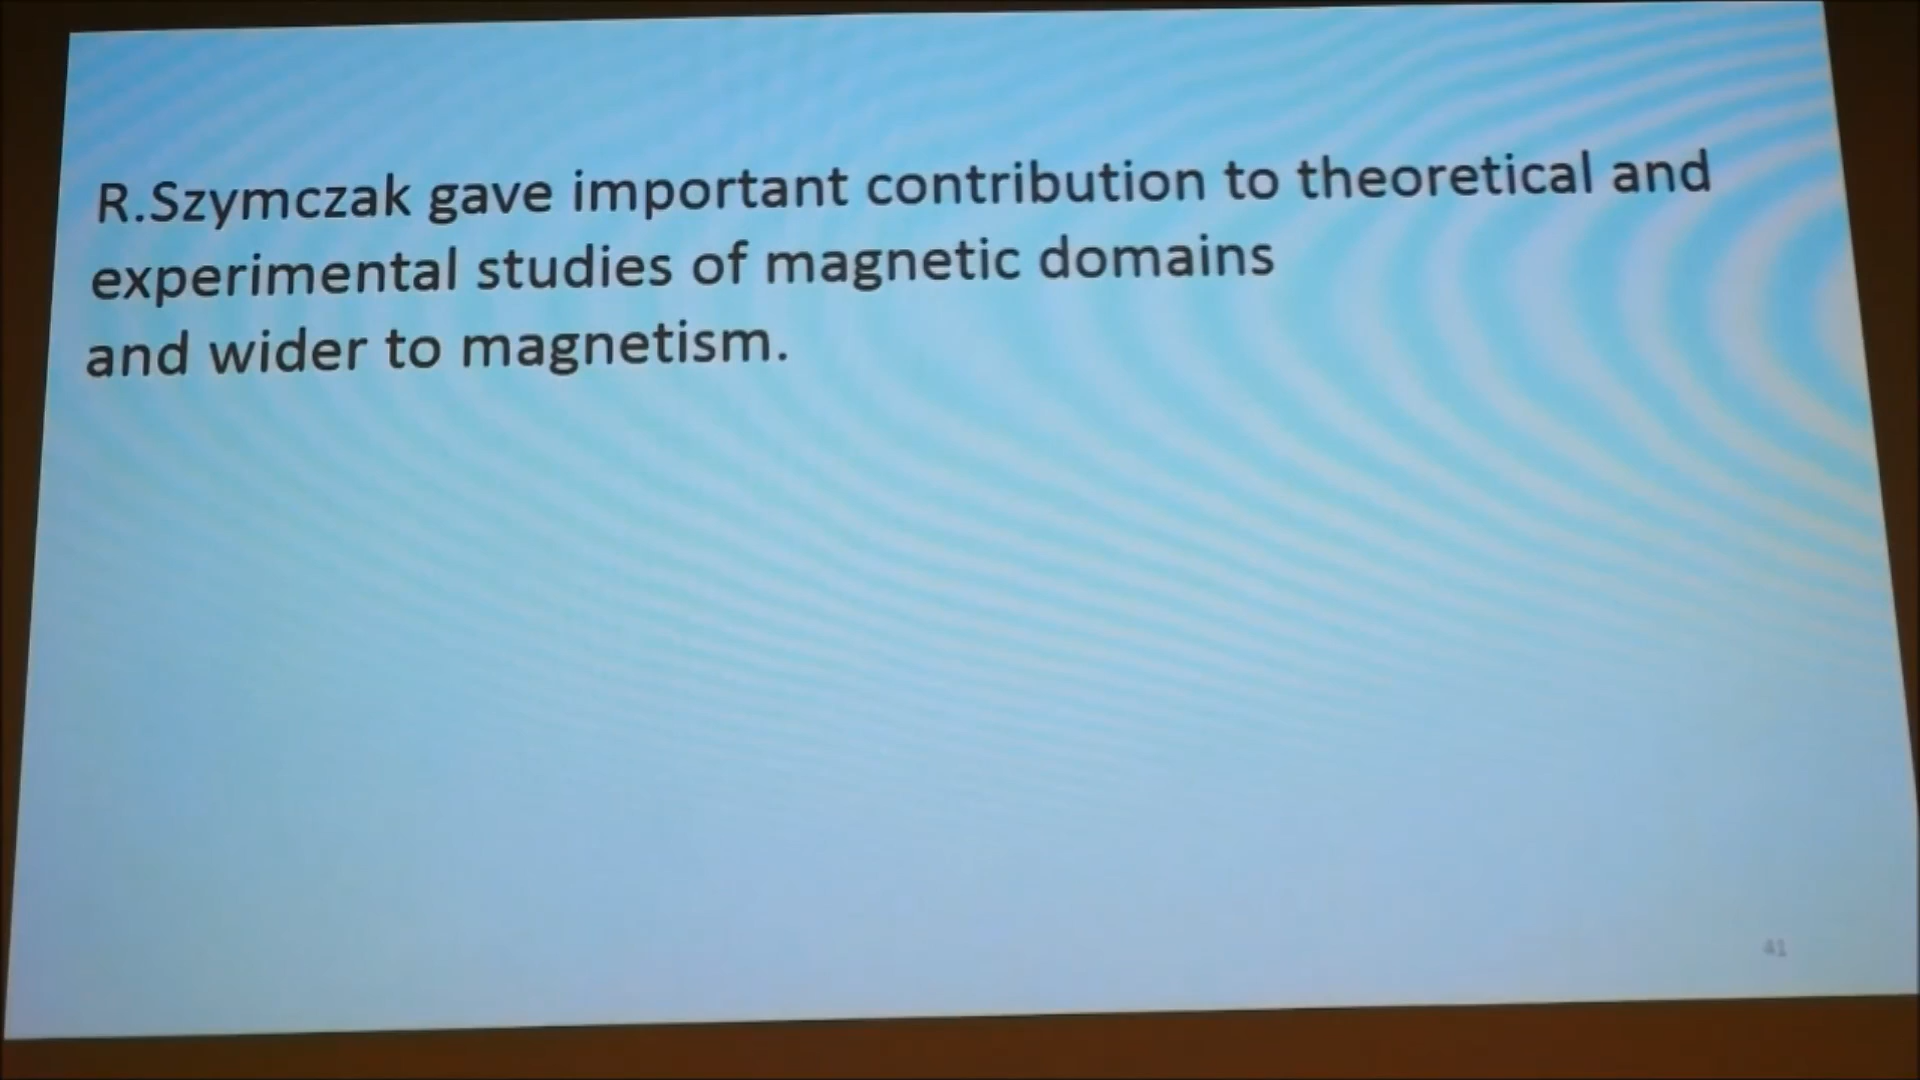 R.Szymczak gave important contribution to theoretical and
experimental studies of magnetic domains
and wider to magnetism.
41